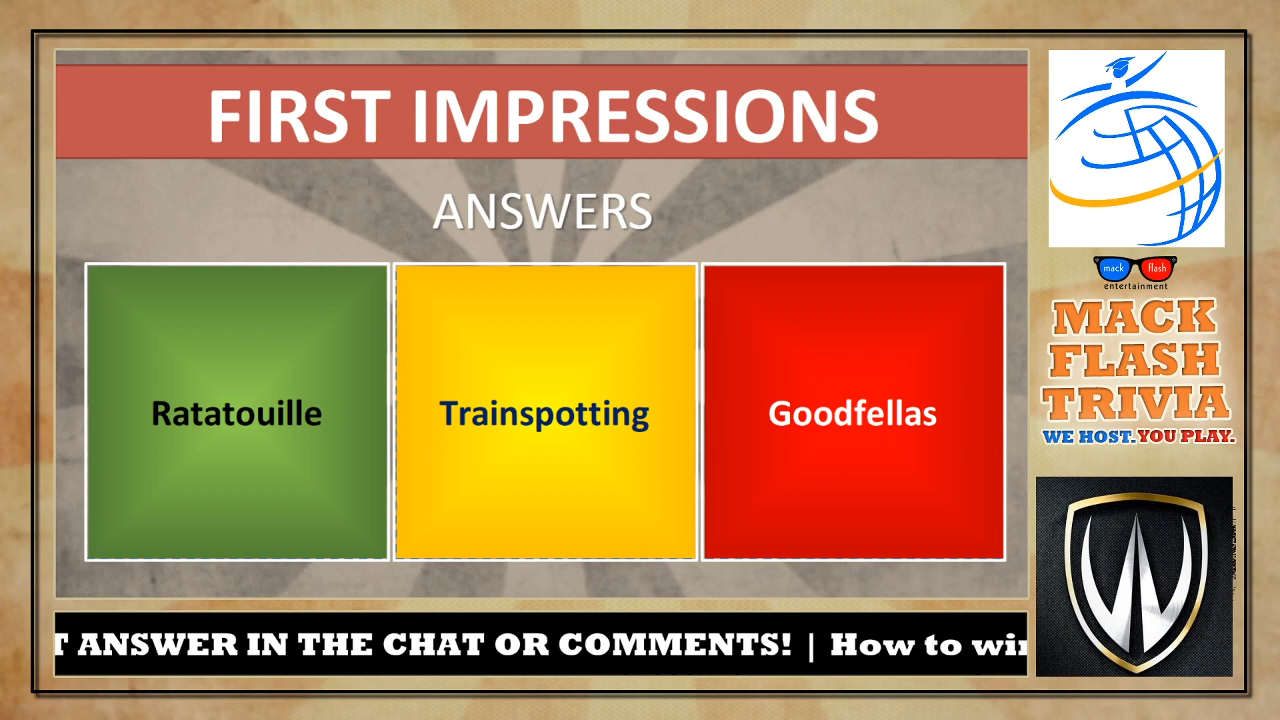 FIRST IMPRESSIONS
ANSWERS
Ratatouille
Trainspotting
Goodfellas
mack flash
entertainment
MACK
FLASH
TRIVIA
WE HOST. YOU PLAY.
T ANSWER IN THE CHAT OR COMMENTS! | How to wi